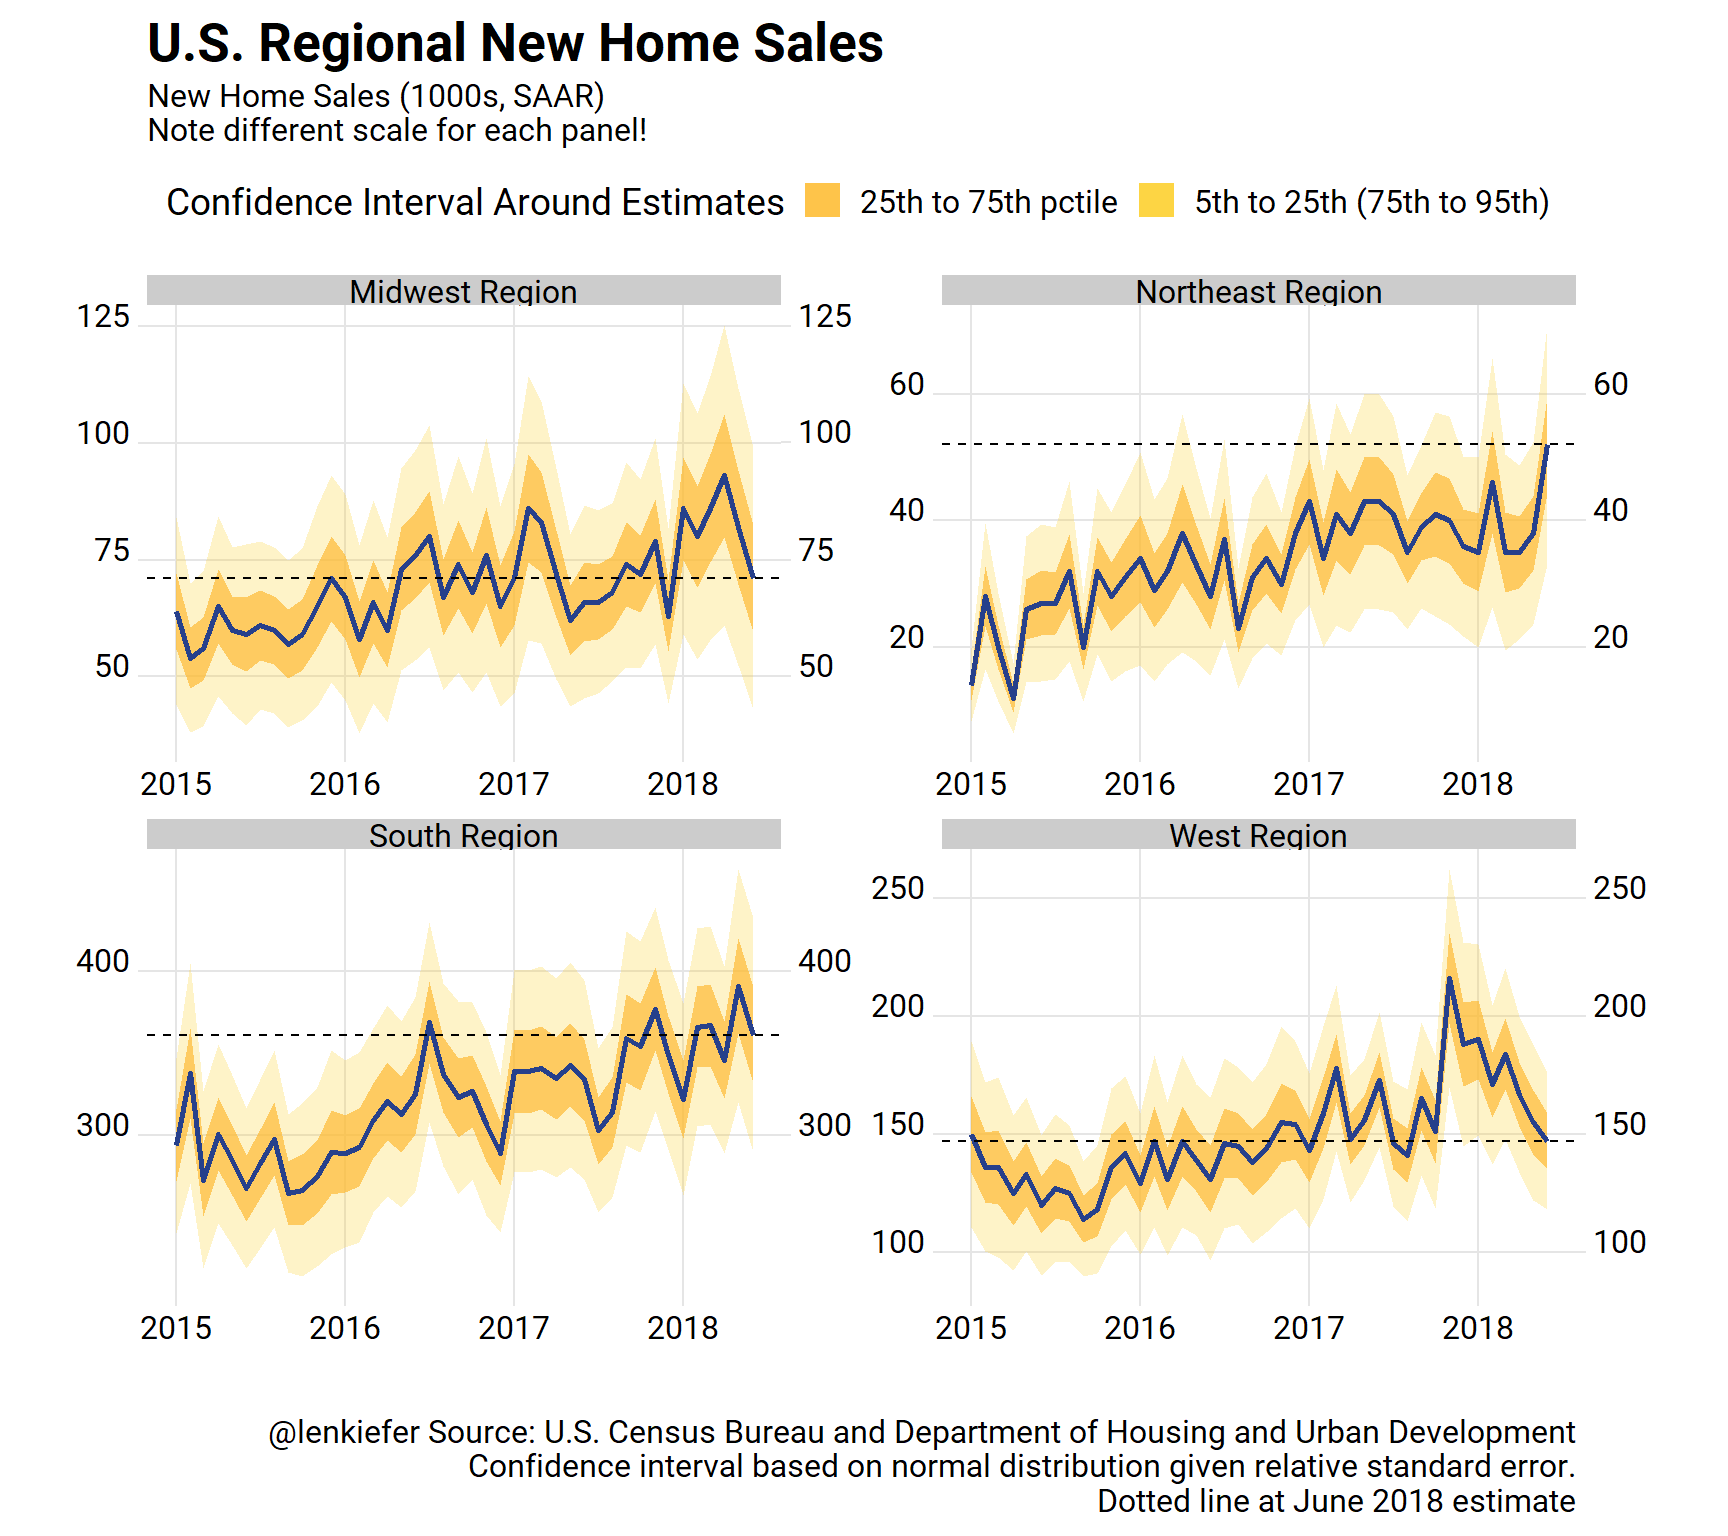 U.S. Regional New Home Sales
New Home Sales (1000s, SAAR)
Note different scale for each panel!
Confidence Interval Around Estimates 25th to 75th pctile 5th to 25th (75th to 95th)
Midwest Region
125 125
100 100
75 75
50 50
2015 2016 2017 2018
Northeast Region
60 60
40 40
20 20
2015 2016 2017 2018
South Region
400 400
300 300
2015 2016 2017 2018
West Region
250 250
200 200
150 150
100 100
2015 2016 2017 2018
@lenkiefer Source: U.S. Census Bureau and Department of Housing and Urban Development
Confidence interval based on normal distribution given relative standard error.
Dotted line at June 2018 estimate